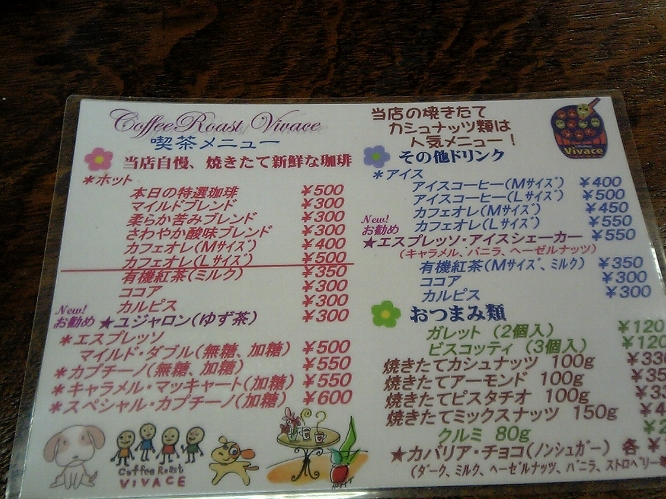 Coffee Roast Vivace
喫茶メニュー
当店自慢、焼きたて新鮮な珈琲
*ホット
本日の特選珈琲 ¥500
マイルドブレンド ¥300
柔らか苦みブレンド ¥300
さわやか酸味ブレンド ¥300
カフェオレ(Mサイズ) ¥400
カフェオレ(Lサイズ) ¥500
有機紅茶(ミルク) ¥350
ココア ¥300
カルピス ¥300
New!
お勧め ★ユジャロン(ゆず茶) ¥300
*エスプレッソ
マイルド・ダブル(無糖、加糖) ¥500
*カプチーノ(無糖、加糖) ¥550
*キャラメル・マッキャート(加糖) ¥550
*スペシャル・カプチーノ(加糖) ¥600
Coffee Roast
VIVACE
当店の焼きたて
カシュナッツ類は
人気メニュー!
Vivace
その他ドリンク
*アイス
アイスコーヒー(Mサイズ) ¥400
アイスコーヒー(Lサイズ) ¥500
カフェオレ(Mサイズ) ¥450
カフェオレ(Lサイズ) ¥550
New!
お勧め
★エスプレッソ・アイスシェーカー ¥550
(キャラメル、バニラ、ヘーゼルナッツ)
有機紅茶(Mサイズ、ミルク) ¥350
ココア ¥300
カルピス ¥300
おつまみ類
ガレット (2個入) ¥120
ビスコッティ (3個入) ¥120
焼きたてカシュナッツ 100g
焼きたてアーモンド 100g
焼きたてピスタチオ 100g
焼きたてミックスナッツ 150g
クルミ 80g
★カバリア・チョコ(ノンシュガー) 各
(ダーク、ミルク、ヘーゼルナッツ、バニラ、ストロベリー